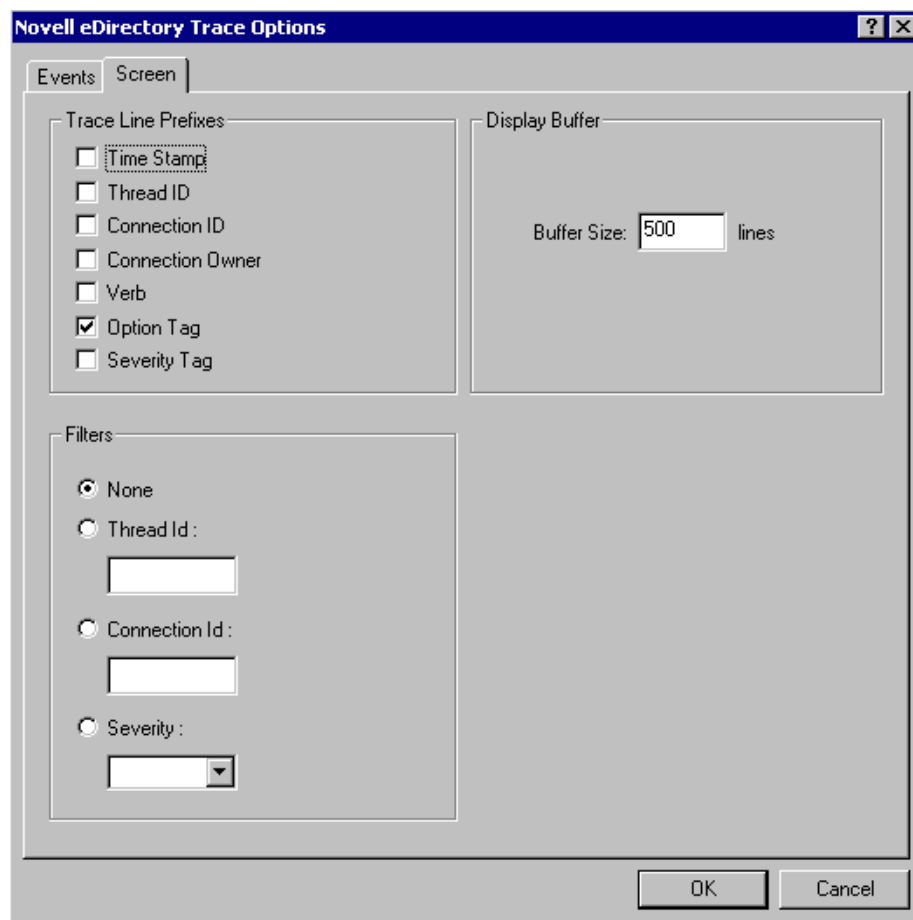 Novell eDirectory Trace Options
Events
Screen
Trace Line Prefixes
Time Stamp
Thread ID
Connection ID
Connection Owner
Verb
Option Tag
Severity Tag
Display Buffer
Buffer Size: 500 lines
Filters
None
Thread Id :
Connection Id :
Severity :
OK
Cancel